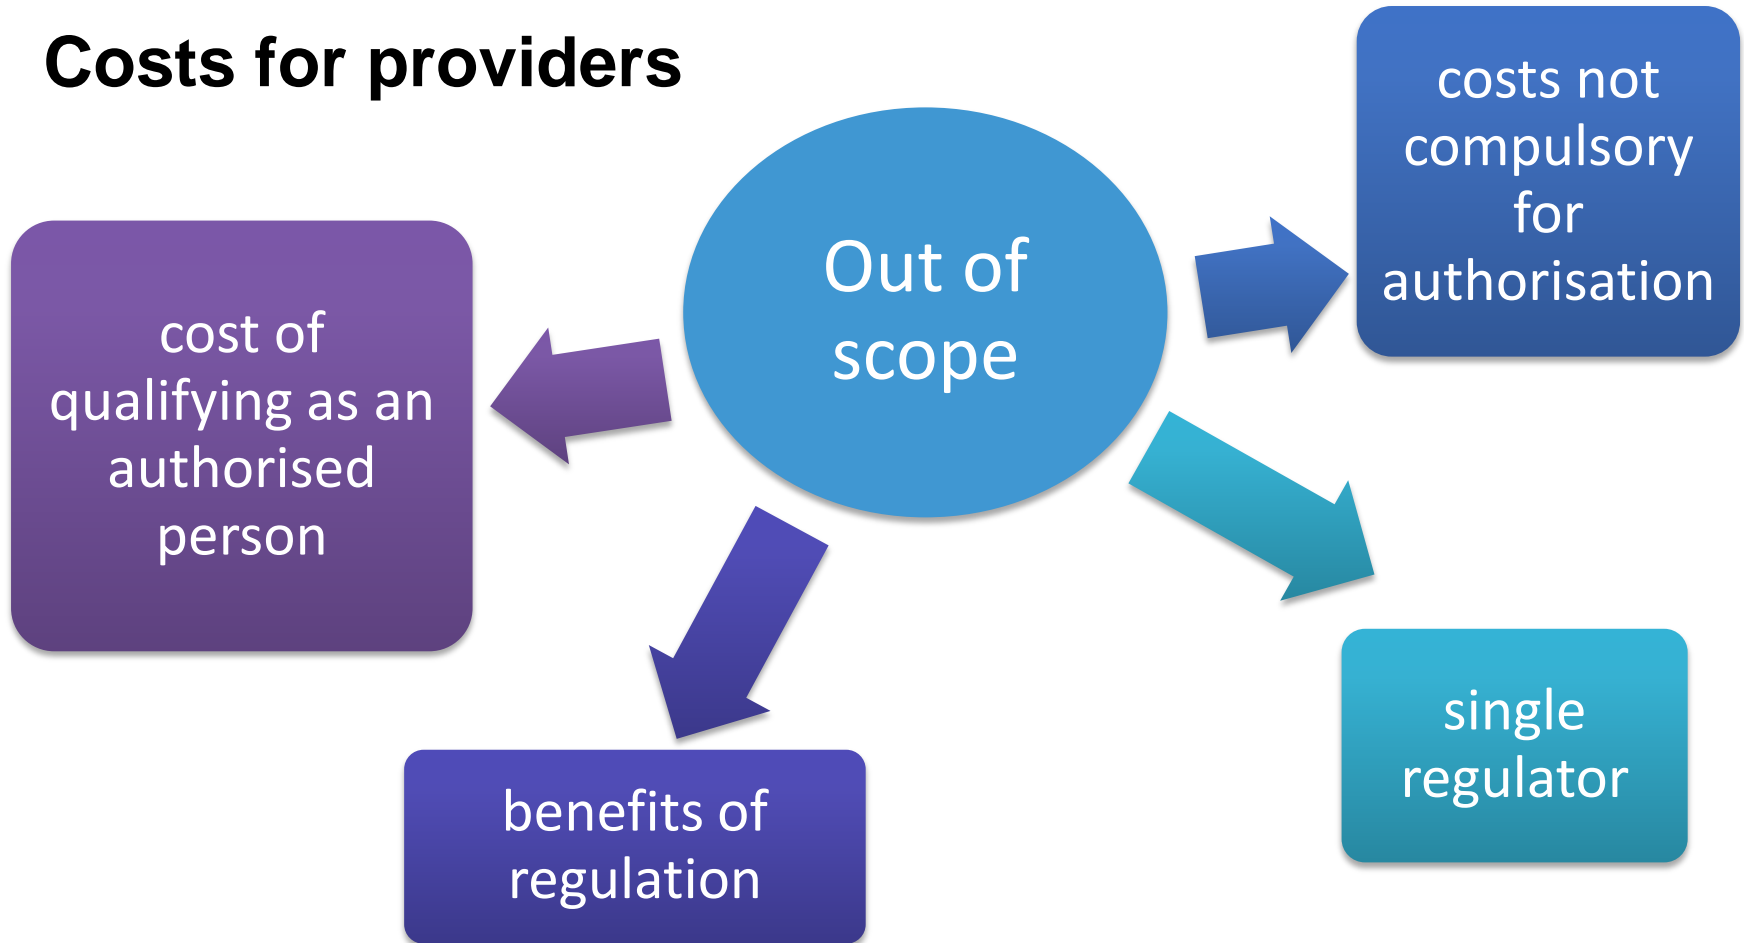 Costs for providers
Out of
scope
costs not
compulsory
for
authorisation
cost of
qualifying as an
authorised
person
benefits of
regulation
single
regulator